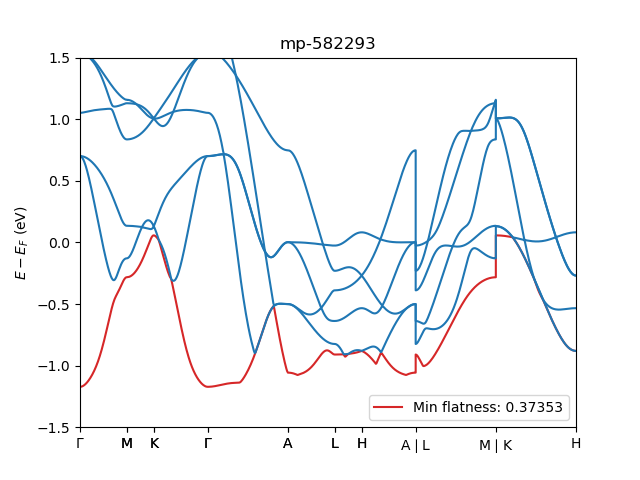 mp-582293
E − E_F (eV)
1.5
1.0
0.5
0.0
−0.5
−1.0
−1.5
Min flatness: 0.37353
Γ M K Γ A L H A | L M | K H